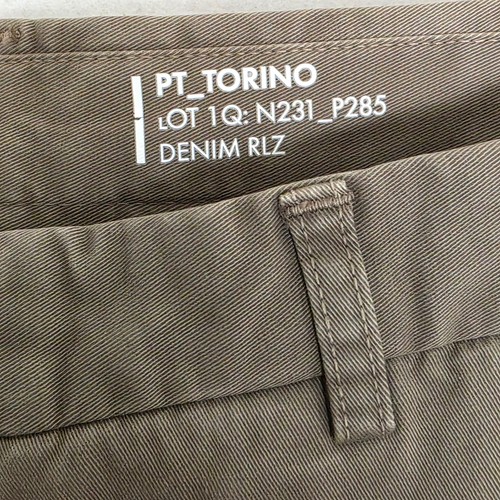 PT_TORINO
LOT 1Q: N231_P285
DENIM RLZ